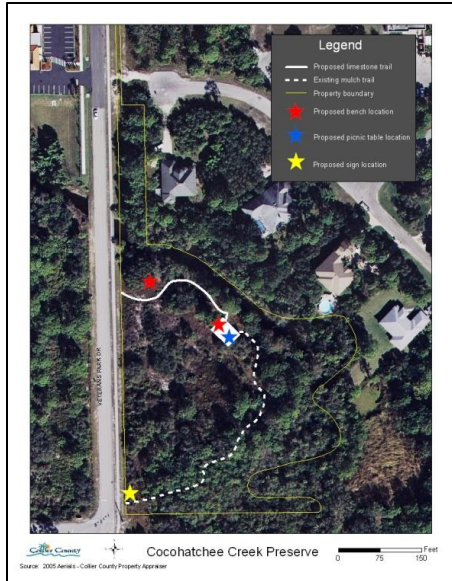 Legend
Proposed limestone trail
Existing mulch trail
Property boundary
Proposed bench location
Proposed picnic table location
Proposed sign location
VETERANS PARK DR
Collier County
Cocohatchee Creek Preserve
Feet
0 75 150
Source: 2005 Aerials - Collier County Property Appraiser